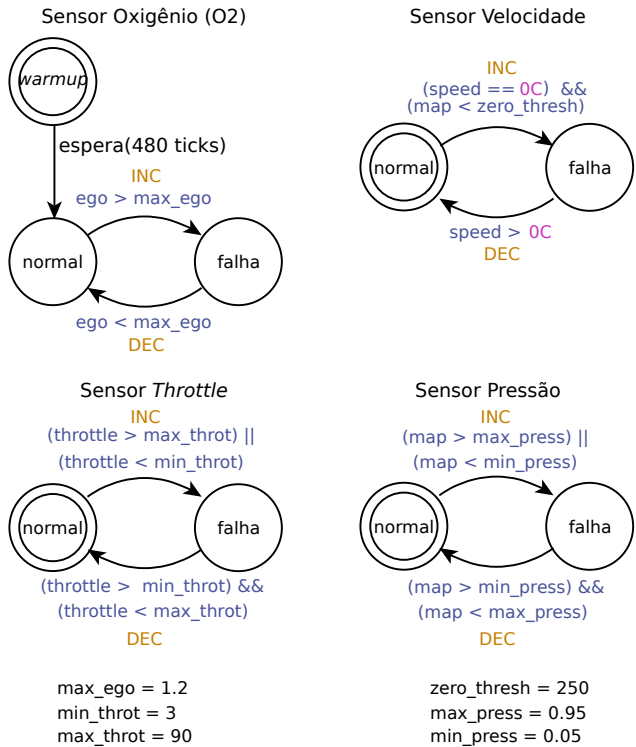 Sensor Oxigênio (O2)
warmup
espera(480 ticks)
INC
ego > max_ego
normal
falha
ego < max_ego
DEC
Sensor Velocidade
INC
(speed == 0C) &&
(map < zero_thresh)
normal
falha
speed > 0C
DEC
Sensor Throttle
INC
(throttle > max_throt) ||
(throttle < min_throt)
normal
falha
(throttle > min_throt) &&
(throttle < max_throt)
DEC
Sensor Pressão
INC
(map > max_press) ||
(map < min_press)
normal
falha
(map > min_press) &&
(map < max_press)
DEC
max_ego = 1.2
min_throt = 3
max_throt = 90
zero_thresh = 250
max_press = 0.95
min_press = 0.05